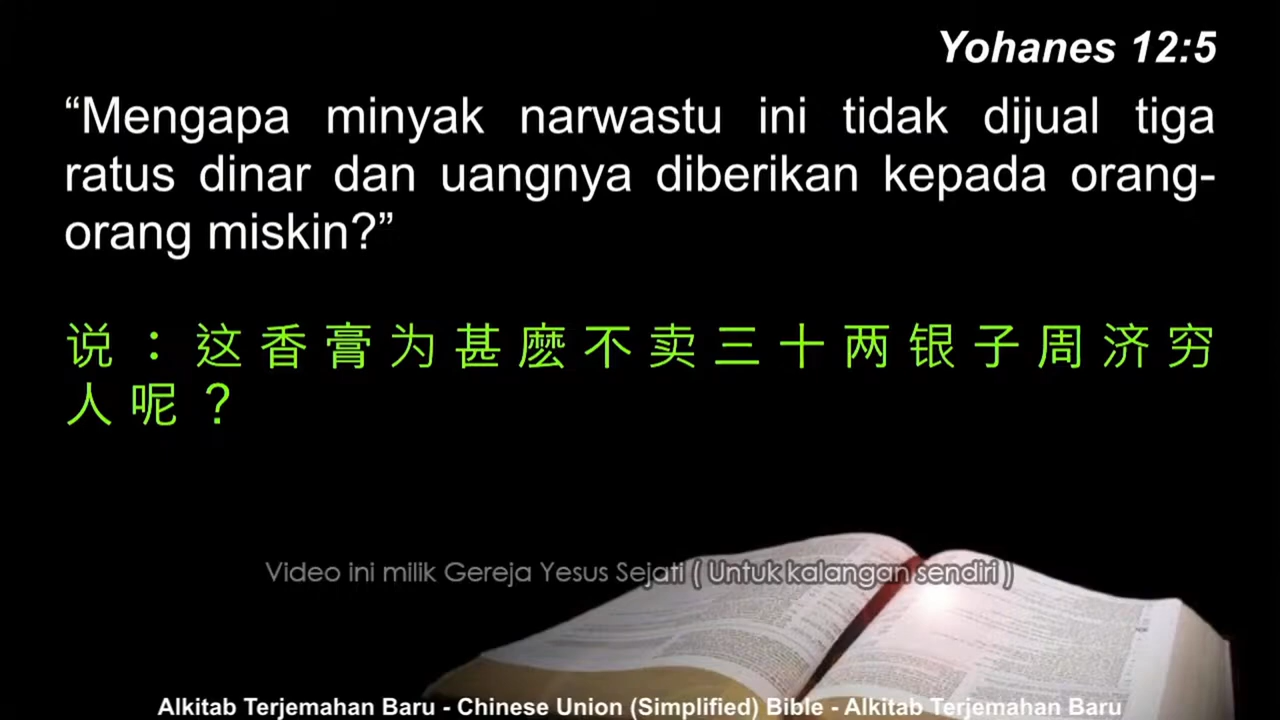 Yohanes 12:5
“Mengapa minyak narwastu ini tidak dijual tiga
ratus dinar dan uangnya diberikan kepada orang-
orang miskin?”
说：这香膏为甚麽不卖三十两银子周济穷
人呢？
Video ini milik Gereja Yesus Sejati ( Untuk kalangan sendiri )
Alkitab Terjemahan Baru - Chinese Union (Simplified) Bible - Alkitab Terjemahan Baru